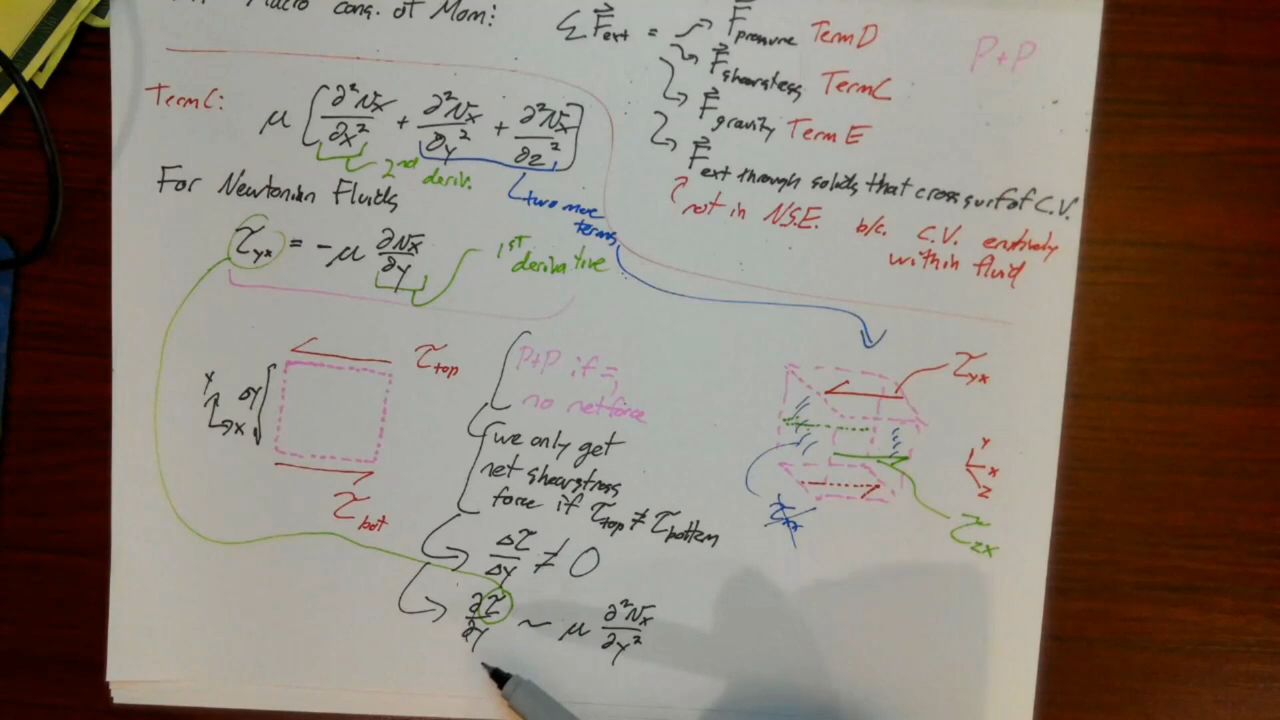 Macro cons. of Mom:
Σ F⃗ext = F⃗pressure Term D
F⃗shearstress Term C
F⃗gravity Term E
F⃗ext through solids that cross surf of C.V.
not in N.S.E. b/c. C.V. entirely
within fluid
P+P
Term C:
μ [∂²Vx/∂x² + ∂²Vx/∂y² + ∂²Vx/∂z²]
2nd deriv.
two more
terms
For Newtonian Fluids
τyx = -μ ∂Vx/∂y
1ST
derivative
τtop
Y
X
Δy
τbot
P+P if =,
no net force
we only get
net shearstress
force if τtop ≠ τbottom
Δτ/Δy ≠ 0
∂τ/∂y ~ μ ∂²Vx/∂y²
τyx
Y
X
Z
τxx
τzx